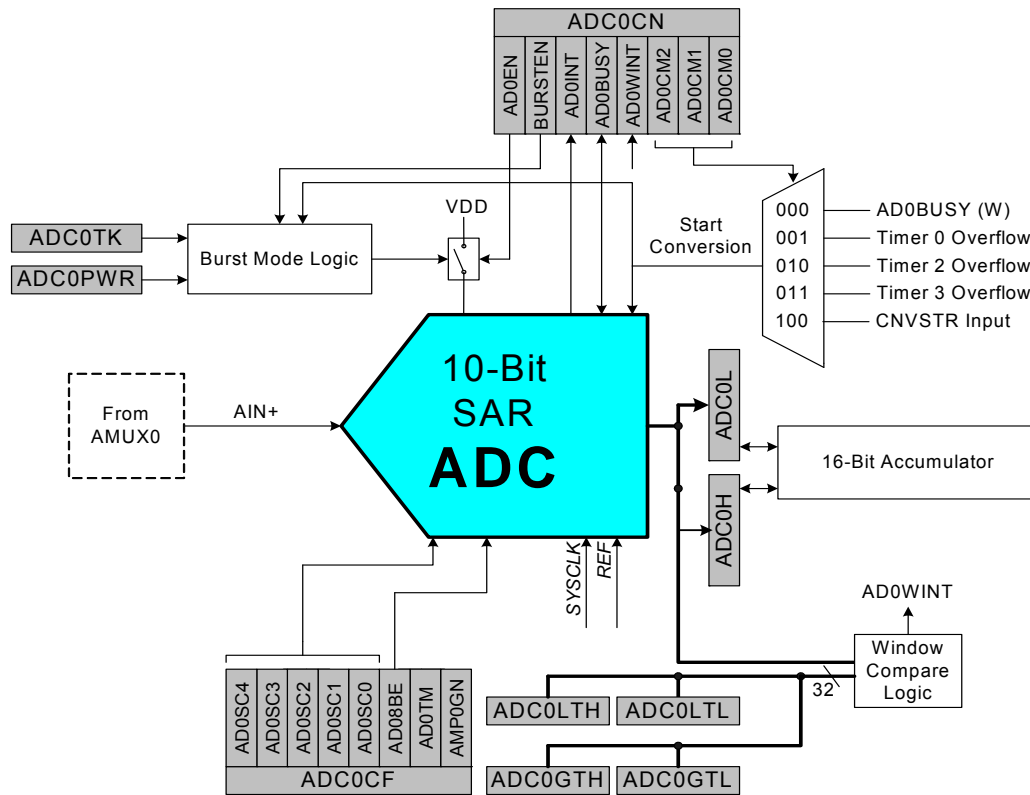 ADC0CN
AD0EN
BURSTEN
AD0INT
AD0BUSY
AD0WINT
AD0CM2
AD0CM1
AD0CM0
VDD
Start
Conversion
000
AD0BUSY (W)
001
Timer 0 Overflow
010
Timer 2 Overflow
011
Timer 3 Overflow
100
CNVSTR Input
ADC0TK
ADC0PWR
Burst Mode Logic
From
AMUX0
AIN+
10-Bit
SAR
ADC
ADC0L
ADC0H
16-Bit Accumulator
SYSCLK
REF
AD0WINT
Window
Compare
Logic
32
AD0SC4
AD0SC3
AD0SC2
AD0SC1
AD0SC0
AD08BE
AD0TM
AMP0GN
ADC0CF
ADC0LTH
ADC0LTL
ADC0GTH
ADC0GTL